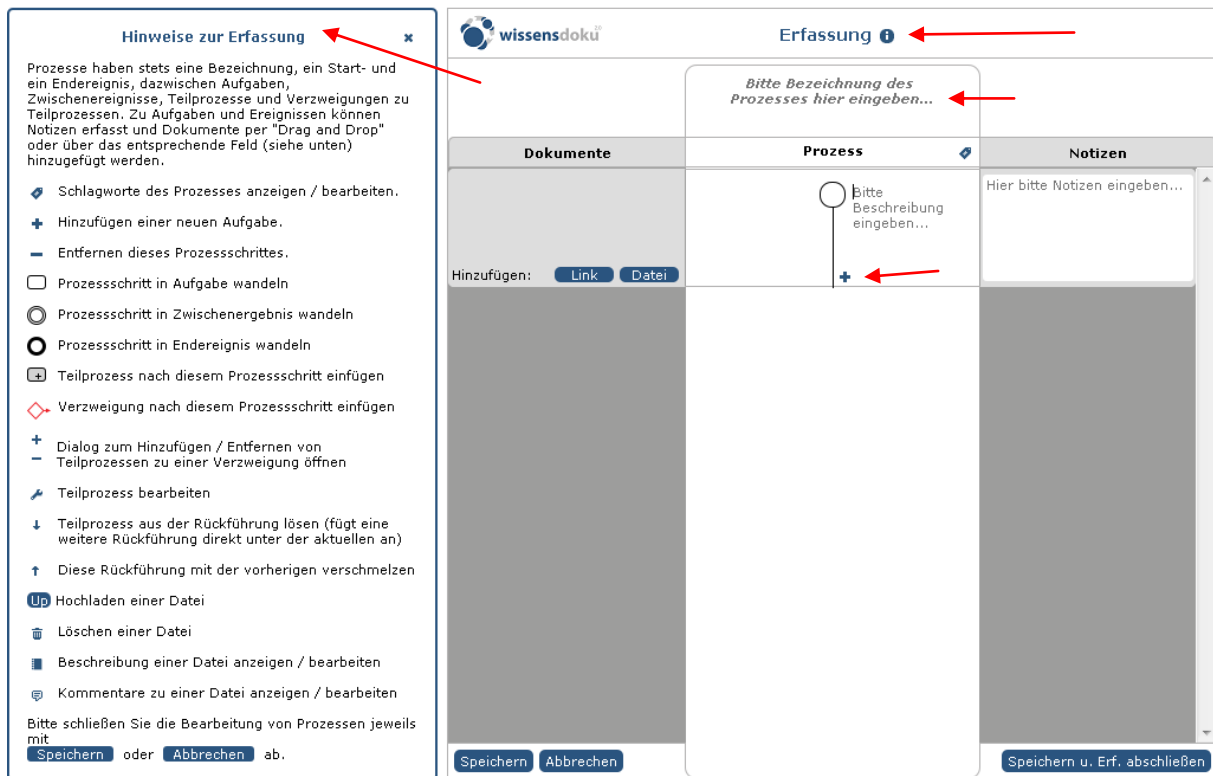 Hinweise zur Erfassung
Prozesse haben stets eine Bezeichnung, ein Start- und
ein Endereignis, dazwischen Aufgaben,
Zwischenereignisse, Teilprozesse und Verzweigungen zu
Teilprozessen. Zu Aufgaben und Ereignissen können
Notizen erfasst und Dokumente per "Drag and Drop"
oder über das entsprechende Feld (siehe unten)
hinzugefügt werden.
Schlagworte des Prozesses anzeigen / bearbeiten.
Hinzufügen einer neuen Aufgabe.
Entfernen dieses Prozessschrittes.
Prozessschritt in Aufgabe wandeln
Prozessschritt in Zwischenergebnis wandeln
Prozessschritt in Endereignis wandeln
Teilprozess nach diesem Prozessschritt einfügen
Verzweigung nach diesem Prozessschritt einfügen
Dialog zum Hinzufügen / Entfernen von
Teilprozessen zu einer Verzweigung öffnen
Teilprozess bearbeiten
Teilprozess aus der Rückführung lösen (fügt eine
weitere Rückführung direkt unter der aktuellen an)
Diese Rückführung mit der vorherigen verschmelzen
Up Hochladen einer Datei
Löschen einer Datei
Beschreibung einer Datei anzeigen / bearbeiten
Kommentare zu einer Datei anzeigen / bearbeiten
Bitte schließen Sie die Bearbeitung von Prozessen jeweils
mit
Speichern oder Abbrechen ab.
wissensdoku
Erfassung
Bitte Bezeichnung des
Prozesses hier eingeben...
Dokumente Prozess Notizen
Bitte
Beschreibung
eingeben...
Hier bitte Notizen eingeben...
Hinzufügen: Link Datei
Speichern Abbrechen Speichern u. Erf. abschließen